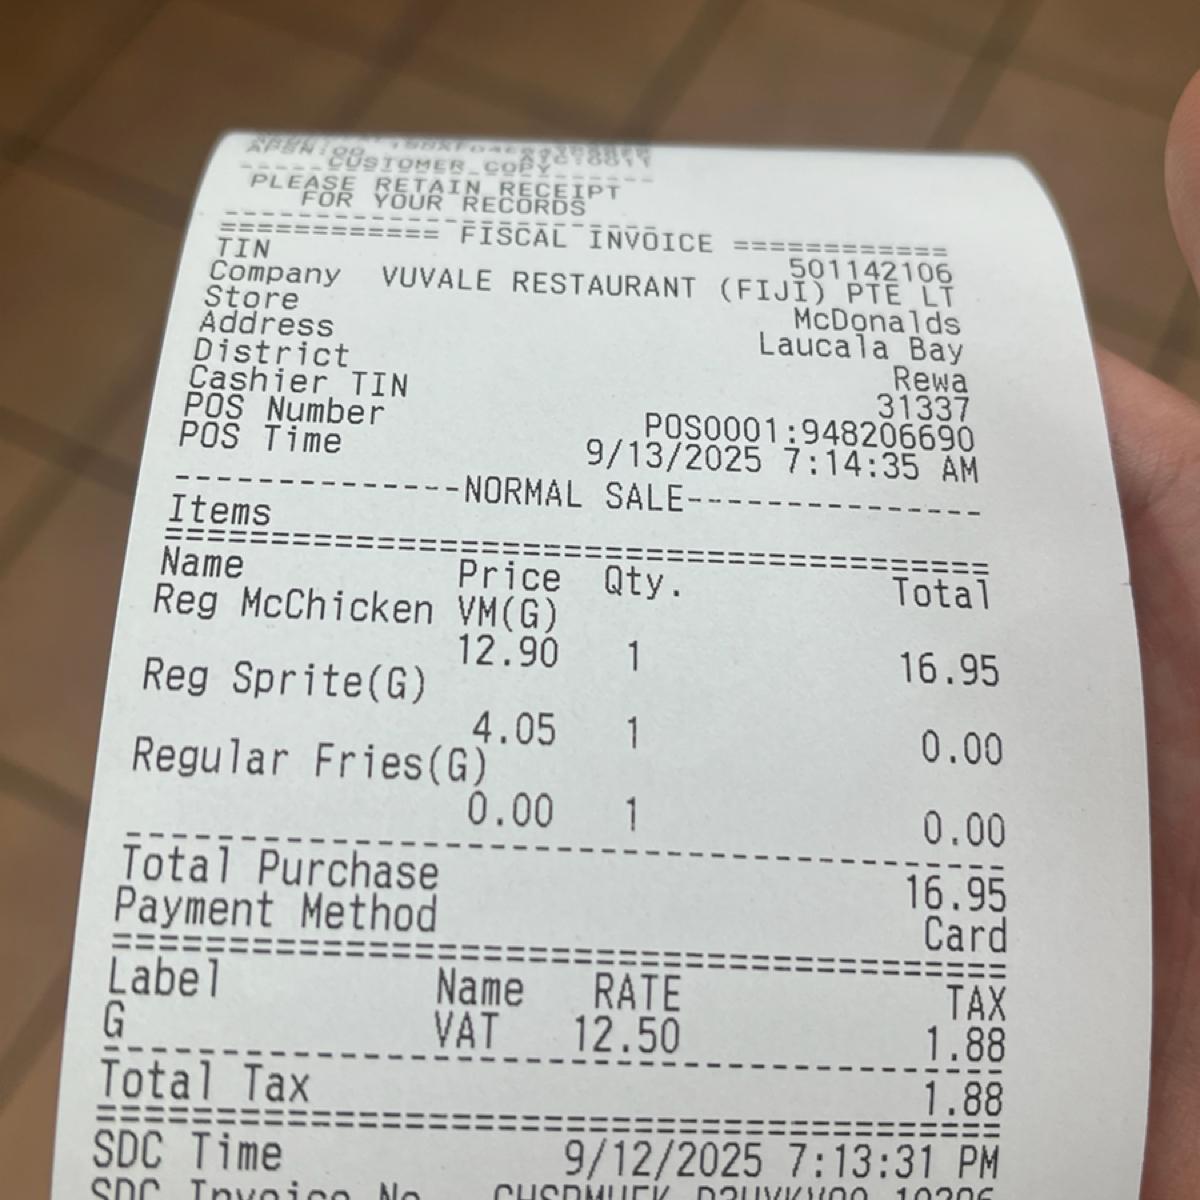 CUSTOMER COPY
PLEASE RETAIN RECEIPT
FOR YOUR RECORDS
============ FISCAL INVOICE ============
TIN 501142106
Company VUVALE RESTAURANT (FIJI) PTE LT
Store McDonalds
Address Laucala Bay
District Rewa
Cashier TIN 31337
POS Number POS0001:948206690
POS Time 9/13/2025 7:14:35 AM
--------------NORMAL SALE---------------
Items
========================================
Name Price Qty. Total
Reg McChicken VM(G)
12.90 1 16.95
Reg Sprite(G)
4.05 1 0.00
Regular Fries(G)
0.00 1 0.00
----------------------------------------
Total Purchase 16.95
Payment Method Card
========================================
Label Name RATE TAX
G VAT 12.50 1.88
----------------------------------------
Total Tax 1.88
========================================
SDC Time 9/12/2025 7:13:31 PM
SDC Invoice No